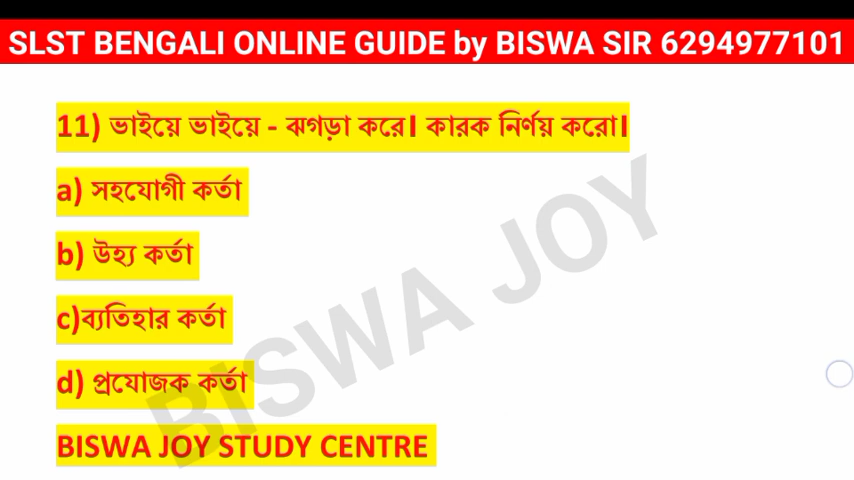 SLST BENGALI ONLINE GUIDE by BISWA SIR 6294977101
11) ভাইয়ে ভাইয়ে - ঝগড়া করে। কারক নির্ণয় করো।
a) সহযোগী কর্তা
b) উহ্য কর্তা
c)ব্যতিহার কর্তা
d) প্রযোজক কর্তা
BISWA JOY STUDY CENTRE
BISWA JOY